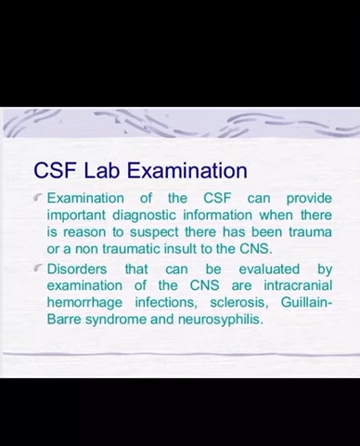 CSF Lab Examination
Examination of the CSF can provide
important diagnostic information when there
is reason to suspect there has been trauma
or a non traumatic insult to the CNS.
Disorders that can be evaluated by
examination of the CNS are intracranial
hemorrhage infections, sclerosis, Guillain-
Barre syndrome and neurosyphilis.